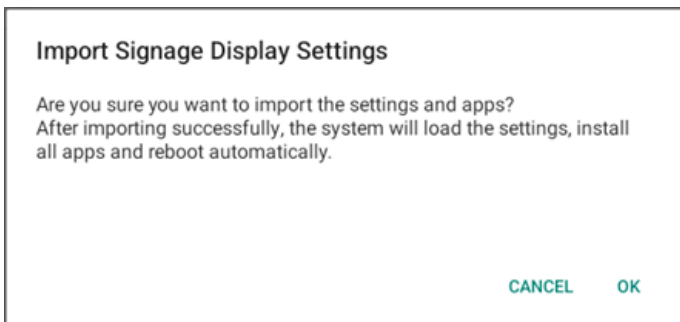 Import Signage Display Settings
Are you sure you want to import the settings and apps?
After importing successfully, the system will load the settings, install
all apps and reboot automatically.
CANCEL OK